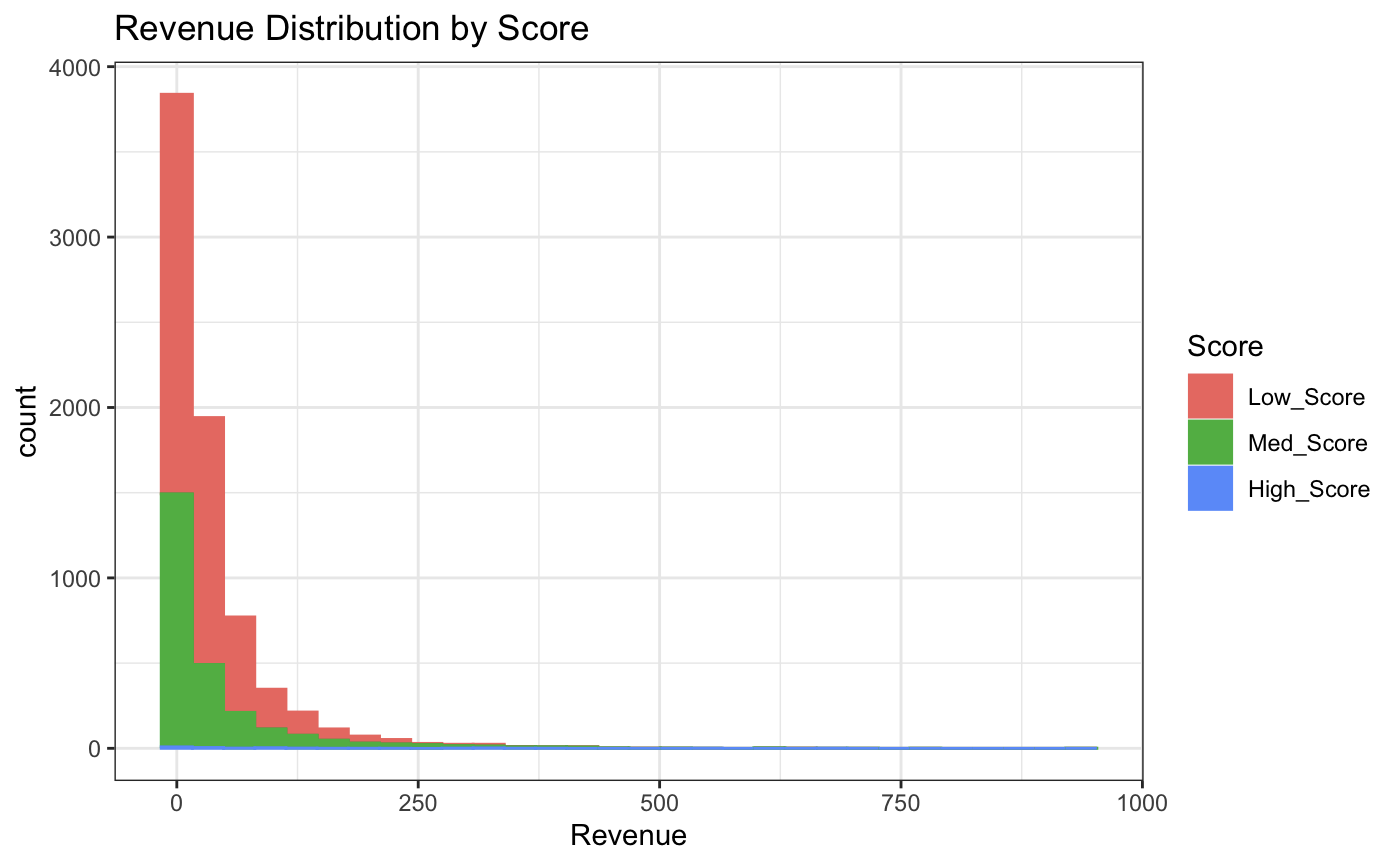 Revenue Distribution by Score
4000
3000
2000
1000
0
count
0 250 500 750 1000
Revenue
Score
Low_Score
Med_Score
High_Score